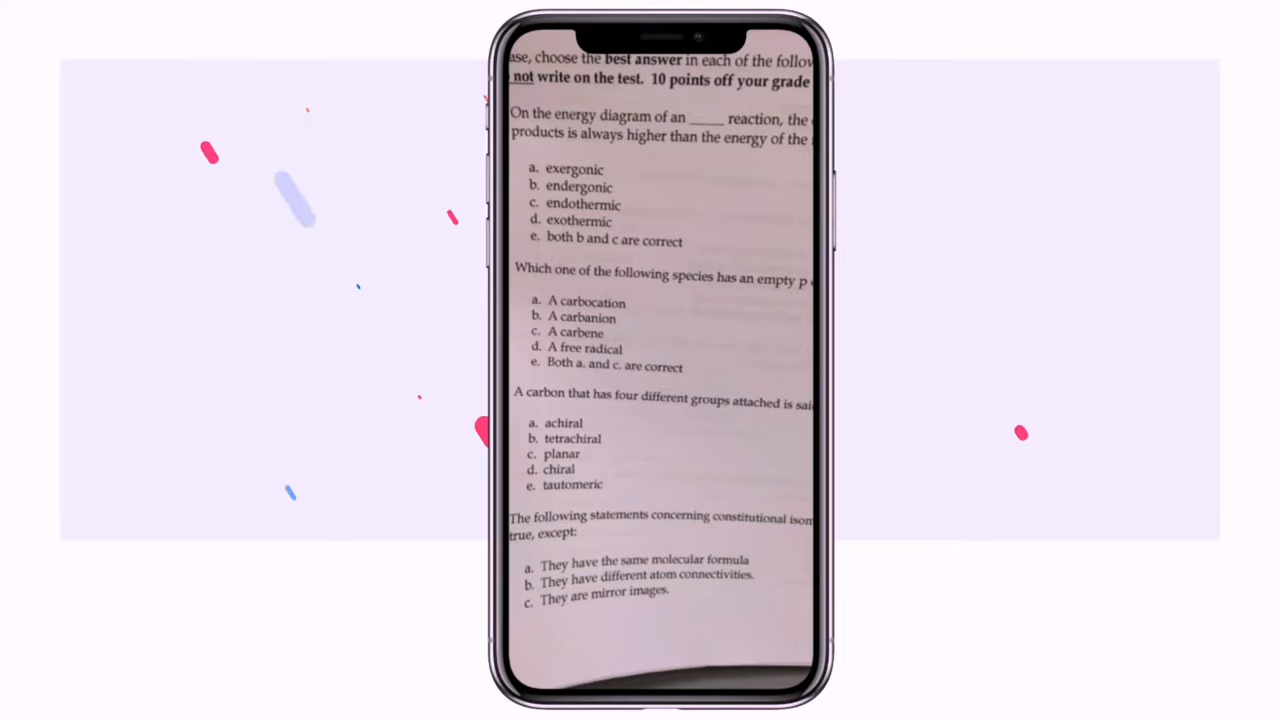 ase, choose the best answer in each of the follow
not write on the test. 10 points off your grade
On the energy diagram of an _____ reaction, the
products is always higher than the energy of the
a. exergonic
b. endergonic
c. endothermic
d. exothermic
e. both b and c are correct
Which one of the following species has an empty p
a. A carbocation
b. A carbanion
c. A carbene
d. A free radical
e. Both a. and c. are correct
A carbon that has four different groups attached is sai
a. achiral
b. tetrachiral
c. planar
d. chiral
e. tautomeric
The following statements concerning constitutional isom
true, except:
a. They have the same molecular formula
b. They have different atom connectivities.
c. They are mirror images.